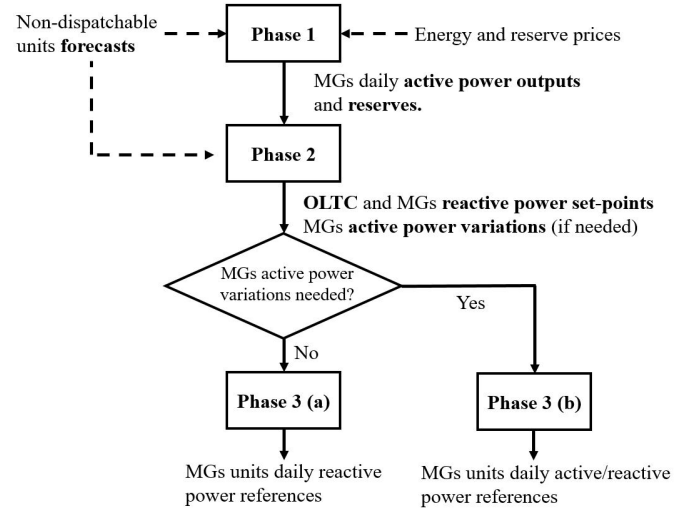 Non-dispatchable
units forecasts
Phase 1
Energy and reserve prices
MGs daily active power outputs
and reserves.
Phase 2
OLTC and MGs reactive power set-points
MGs active power variations (if needed)
MGs active power
variations needed?
Yes
No
Phase 3 (a)
Phase 3 (b)
MGs units daily reactive
power references
MGs units daily active/reactive
power references